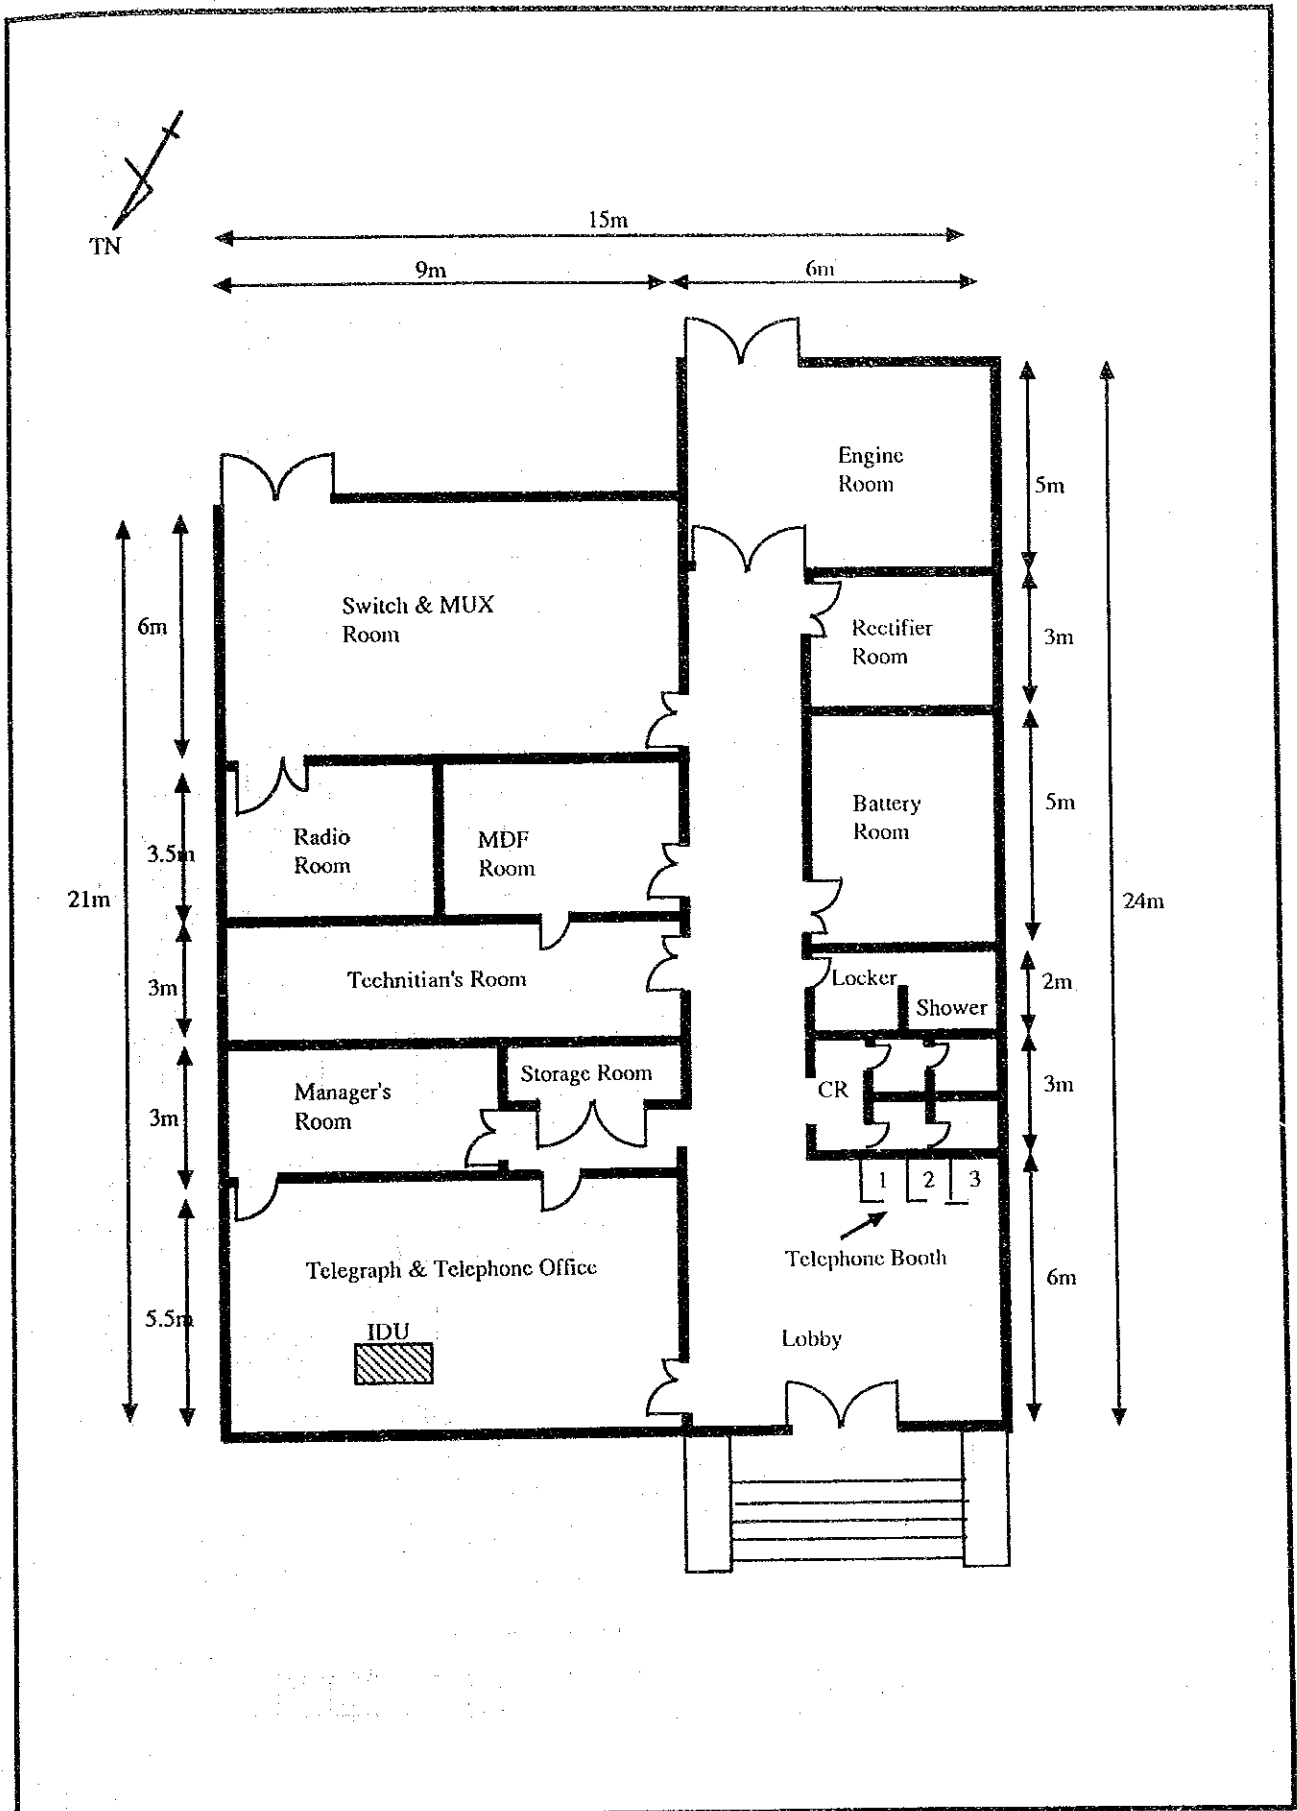 TN
15m
9m
6m
Engine
Room
5m
Switch & MUX
Room
6m
Rectifier
Room
3m
Radio
Room
MDF
Room
Battery
Room
5m
3.5m
21m
24m
Technitian's Room
3m
Locker
Shower
2m
Manager's
Room
Storage Room
CR
3m
3m
1 2 3
Telephone Booth
Telegraph & Telephone Office
6m
5.5m
IDU
Lobby